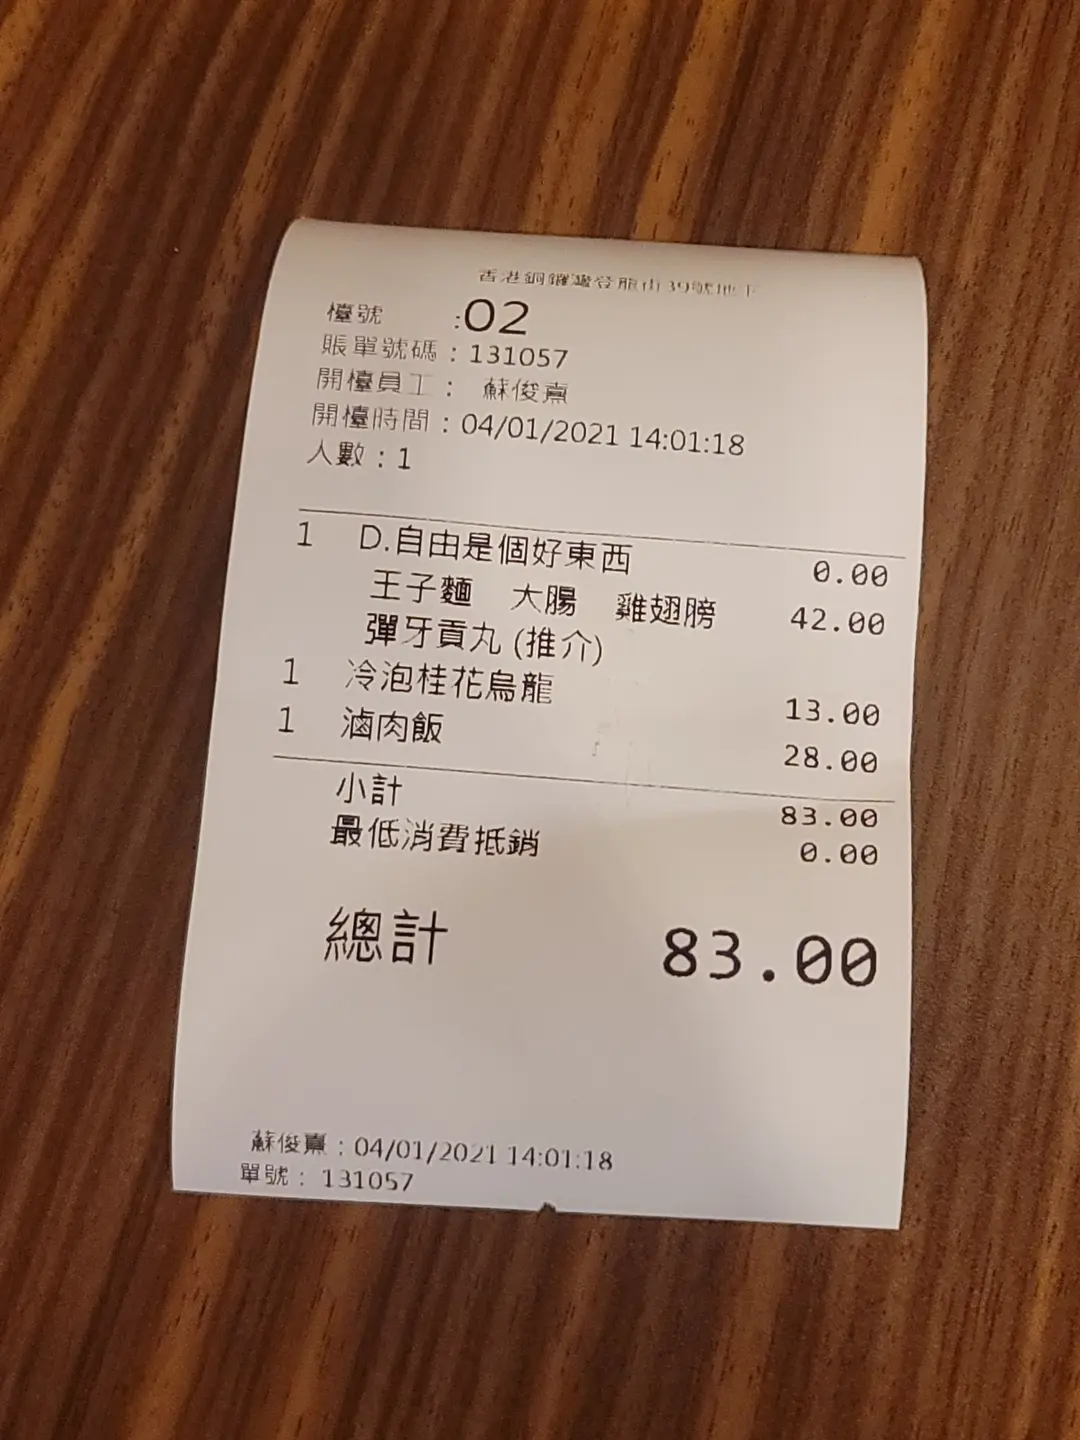 香港銅鑼灣登龍街39號地下
檯號 :02
賬單號碼：131057
開檯員工： 蘇俊熹
開檯時間：04/01/2021 14:01:18
人數：1
1 D.自由是個好東西 0.00
王子麵 大腸 雞翅膀 42.00
彈牙貢丸 (推介)
1 冷泡桂花烏龍 13.00
1 滷肉飯 28.00
小計 83.00
最低消費抵銷 0.00
總計 83.00
蘇俊熹：04/01/2021 14:01:18
單號： 131057